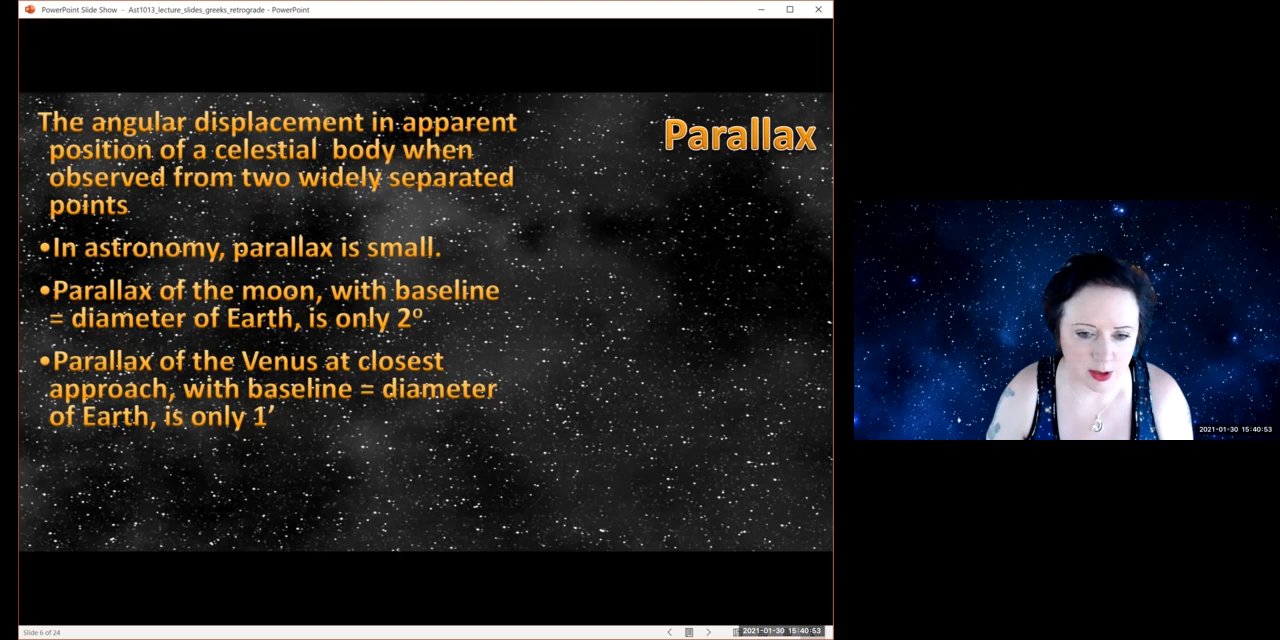 PowerPoint Slide Show - Ast1013_lecture_slides_greeks_retrograde - PowerPoint
Parallax
The angular displacement in apparent
position of a celestial body when
observed from two widely separated
points
•In astronomy, parallax is small.
•Parallax of the moon, with baseline
= diameter of Earth, is only 2º
•Parallax of the Venus at closest
approach, with baseline = diameter
of Earth, is only 1’
2021-01-30 15:40:53
Slide 6 of 24
2021-01-30 15:40:53